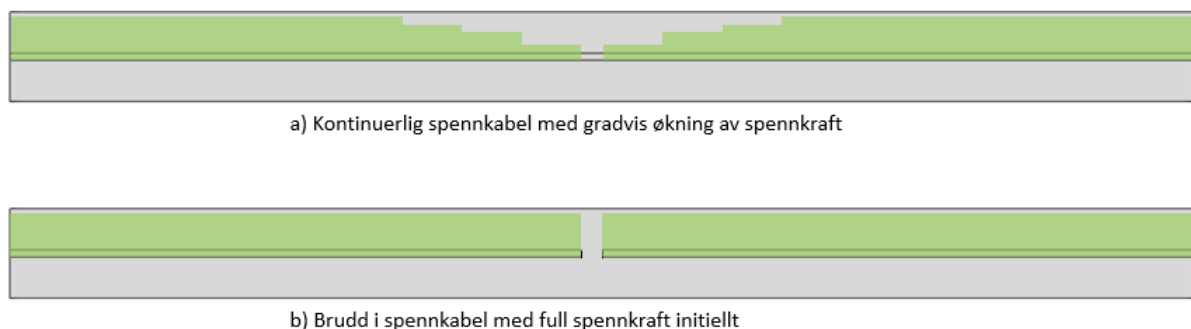 a) Kontinuerlig spennkabel med gradvis økning av spennkraft
b) Brudd i spennkabel med full spennkraft initiellt